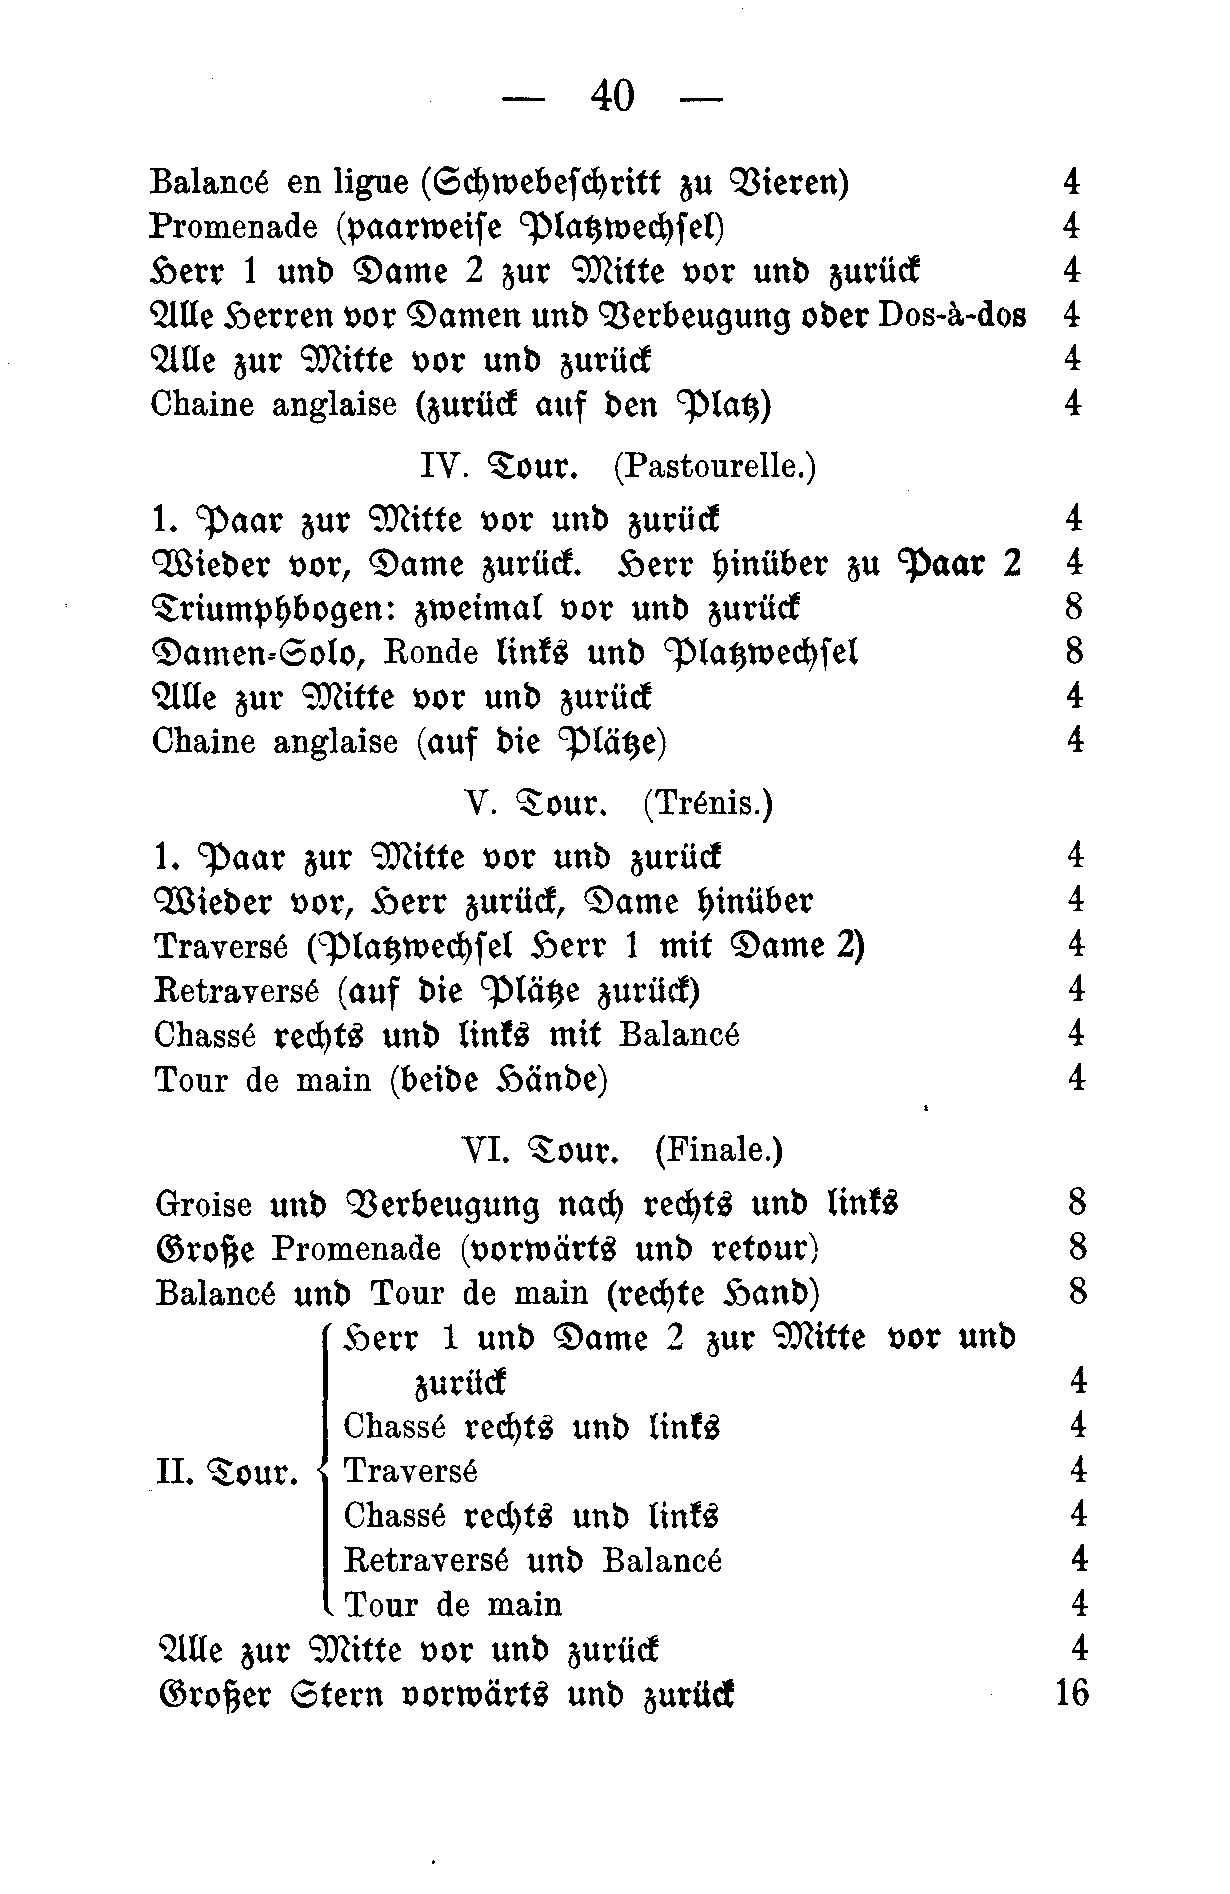 — 40 —
Balancé en ligue (Schwebeschritt zu Vieren) 4
Promenade (paarweise Platzwechsel) 4
Herr 1 und Dame 2 zur Mitte vor und zurück 4
Alle Herren vor Damen und Verbeugung oder Dos-à-dos 4
Alle zur Mitte vor und zurück 4
Chaine anglaise (zurück auf den Platz) 4
IV. Tour. (Pastourelle.)
1. Paar zur Mitte vor und zurück 4
Wieder vor, Dame zurück. Herr hinüber zu Paar 2 4
Triumphbogen: zweimal vor und zurück 8
Damen-Solo, Ronde links und Platzwechsel 8
Alle zur Mitte vor und zurück 4
Chaine anglaise (auf die Plätze) 4
V. Tour. (Trénis.)
1. Paar zur Mitte vor und zurück 4
Wieder vor, Herr zurück, Dame hinüber 4
Traversé (Platzwechsel Herr 1 mit Dame 2) 4
Retraversé (auf die Plätze zurück) 4
Chassé rechts und links mit Balancé 4
Tour de main (beide Hände) 4
VI. Tour. (Finale.)
Groise und Verbeugung nach rechts und links 8
Große Promenade (vorwärts und retour) 8
Balancé und Tour de main (rechte Hand) 8
Herr 1 und Dame 2 zur Mitte vor und
zurück 4
Chassé rechts und links 4
II. Tour. Traversé 4
Chassé rechts und links 4
Retraversé und Balancé 4
Tour de main 4
Alle zur Mitte vor und zurück 4
Großer Stern vorwärts und zurück 16